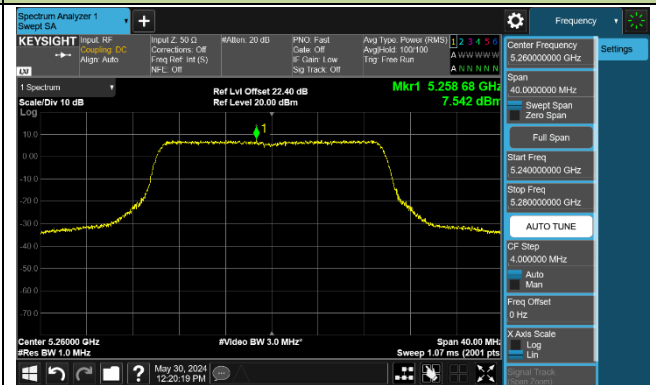 Spectrum Analyzer 1
Swept SA
Frequency
KEYSIGHT
Input: RF
Coupling: DC
Align: Auto
Input Z: 50 Ω
Corrections: Off
Freq Ref: Int (S)
NFE: Off
#Atten: 20 dB
PNO: Fast
Gate: Off
IF Gain: Low
Sig Track: Off
Avg Type: Power (RMS)
Avg|Hold: 100/100
Trig: Free Run
1 2 3 4 5 6
A W W W W W
A N N N N N
LXI
1 Spectrum
Scale/Div 10 dB
Log
Ref Lvl Offset 22.40 dB
Ref Level 20.00 dBm
Mkr1 5.258 68 GHz
7.542 dBm
1
10.0
0.00
-10.0
-20.0
-30.0
-40.0
-50.0
-60.0
-70.0
Center 5.26000 GHz
#Res BW 1.0 MHz
#Video BW 3.0 MHz*
Span 40.00 MHz
Sweep 1.07 ms (2001 pts)
May 30, 2024
12:20:19 PM
Center Frequency
5.260000000 GHz
Settings
Span
40.0000000 MHz
Swept Span
Zero Span
Full Span
Start Freq
5.240000000 GHz
Stop Freq
5.280000000 GHz
AUTO TUNE
CF Step
4.000000 MHz
Auto
Man
Freq Offset
0 Hz
X Axis Scale
Log
Lin
Signal Track
(Span Zoom)